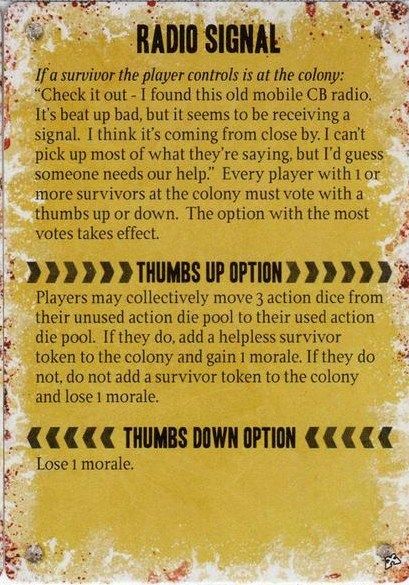 RADIO SIGNAL
If a survivor the player controls is at the colony:
"Check it out - I found this old mobile CB radio.
It's beat up bad, but it seems to be receiving a
signal. I think it's coming from close by. I can't
pick up most of what they're saying, but I'd guess
someone needs our help." Every player with 1 or
more survivors at the colony must vote with a
thumbs up or down. The option with the most
votes takes effect.
THUMBS UP OPTION
Players may collectively move 3 action dice from
their unused action die pool to their used action
die pool. If they do, add a helpless survivor
token to the colony and gain 1 morale. If they do
not, do not add a survivor token to the colony
and lose 1 morale.
THUMBS DOWN OPTION
Lose 1 morale.